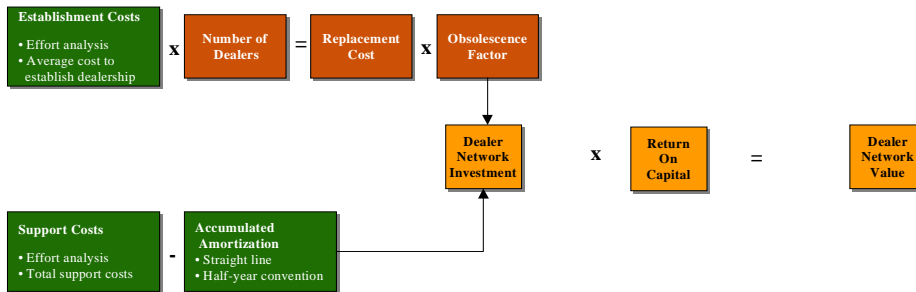 Establishment Costs
• Effort analysis
• Average cost to
establish dealership
x
Number of
Dealers
=
Replacement
Cost
x
Obsolescence
Factor
Dealer
Network
Investment
x
Return
On
Capital
=
Dealer
Network
Value
Support Costs
• Effort analysis
• Total support costs
-
Accumulated
Amortization
• Straight line
• Half-year convention